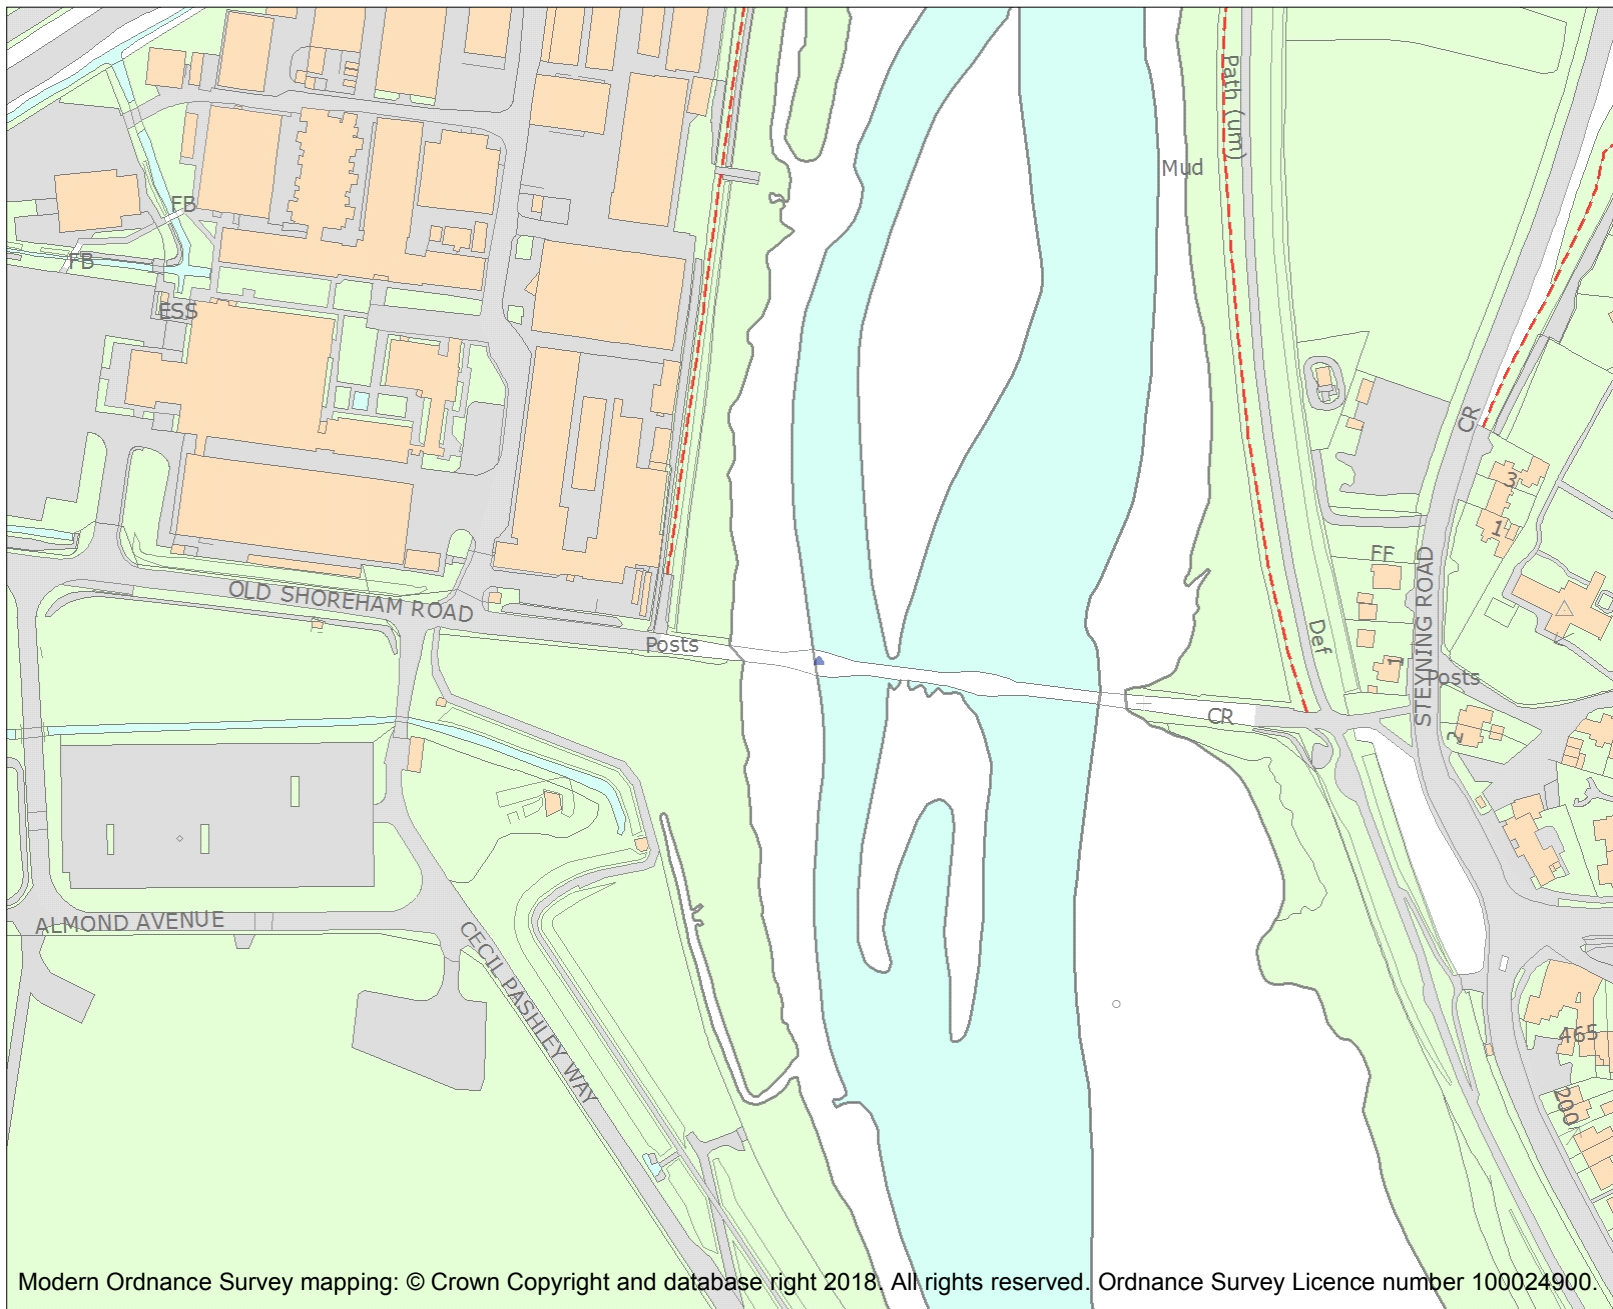 Path (um)
Mud
FB
FB
ESS
CR
3
1
FF
OLD SHOREHAM ROAD
STEYNING ROAD
Posts
Def
1
Posts
CR
2
ALMOND AVENUE
CECIL PASHLEY WAY
465
200
Modern Ordnance Survey mapping: © Crown Copyright and database right 2018. All rights reserved. Ordnance Survey Licence number 100024900.